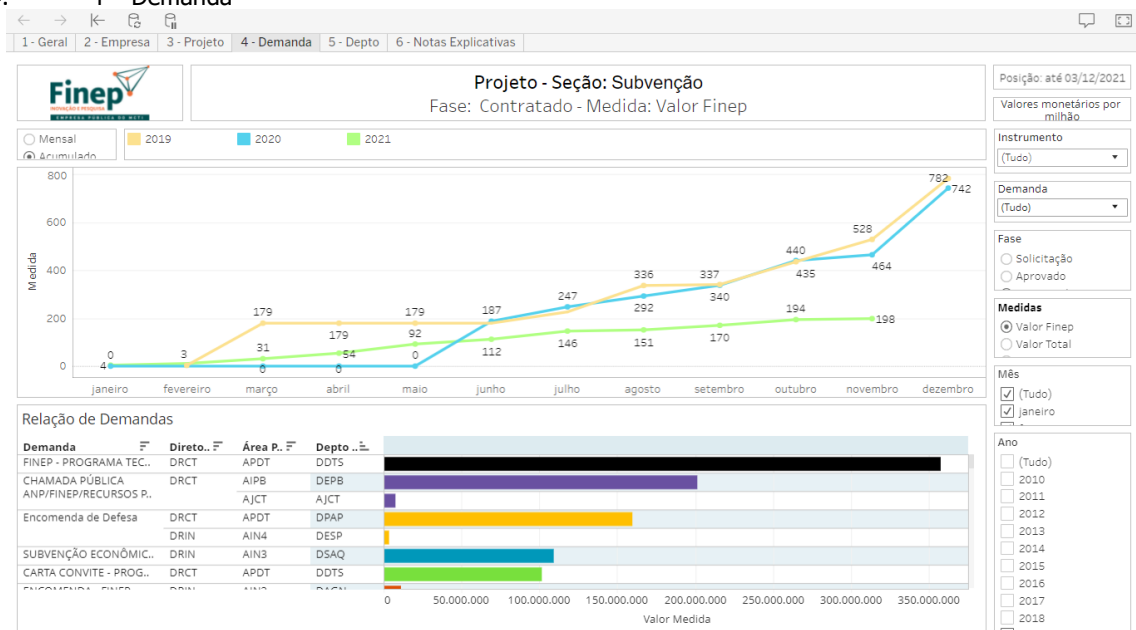 1 - Geral 2 - Empresa 3 - Projeto 4 - Demanda 5 - Depto 6 - Notas Explicativas
Finep
INOVAÇÃO E PESQUISA
EMPRESA PÚBLICA DE MCTI
Projeto - Seção: Subvenção
Fase: Contratado - Medida: Valor Finep
Posição: até 03/12/2021
Valores monetários por
milhão
Mensal
Acumulado
2019 2020 2021
Instrumento
(Tudo)
Demanda
(Tudo)
Fase
Solicitação
Aprovado
Medidas
Valor Finep
Valor Total
Mês
(Tudo)
janeiro
Ano
(Tudo)
2010
2011
2012
2013
2014
2015
2016
2017
2018
Medida
800
600
400
200
0
0 3 179 179 187 247 336 337 440 528 782
742
31 179 92 292 340 435 464
4 54 0 112 146 151 170 194 198
janeiro fevereiro março abril maio junho julho agosto setembro outubro novembro dezembro
Relação de Demandas
Demanda Direto.. Área P.. Depto ..
FINEP - PROGRAMA TEC.. DRCT APDT DDTS
CHAMADA PÚBLICA DRCT AIPB DEPB
ANP/FINEP/RECURSOS P..
AJCT AJCT
Encomenda de Defesa DRCT APDT DPAP
DRIN AIN4 DESP
SUBVENÇÃO ECONÔMIC.. DRIN AIN3 DSAQ
CARTA CONVITE - PROG.. DRCT APDT DDTS
0 50.000.000 100.000.000 150.000.000 200.000.000 250.000.000 300.000.000 350.000.000
Valor Medida